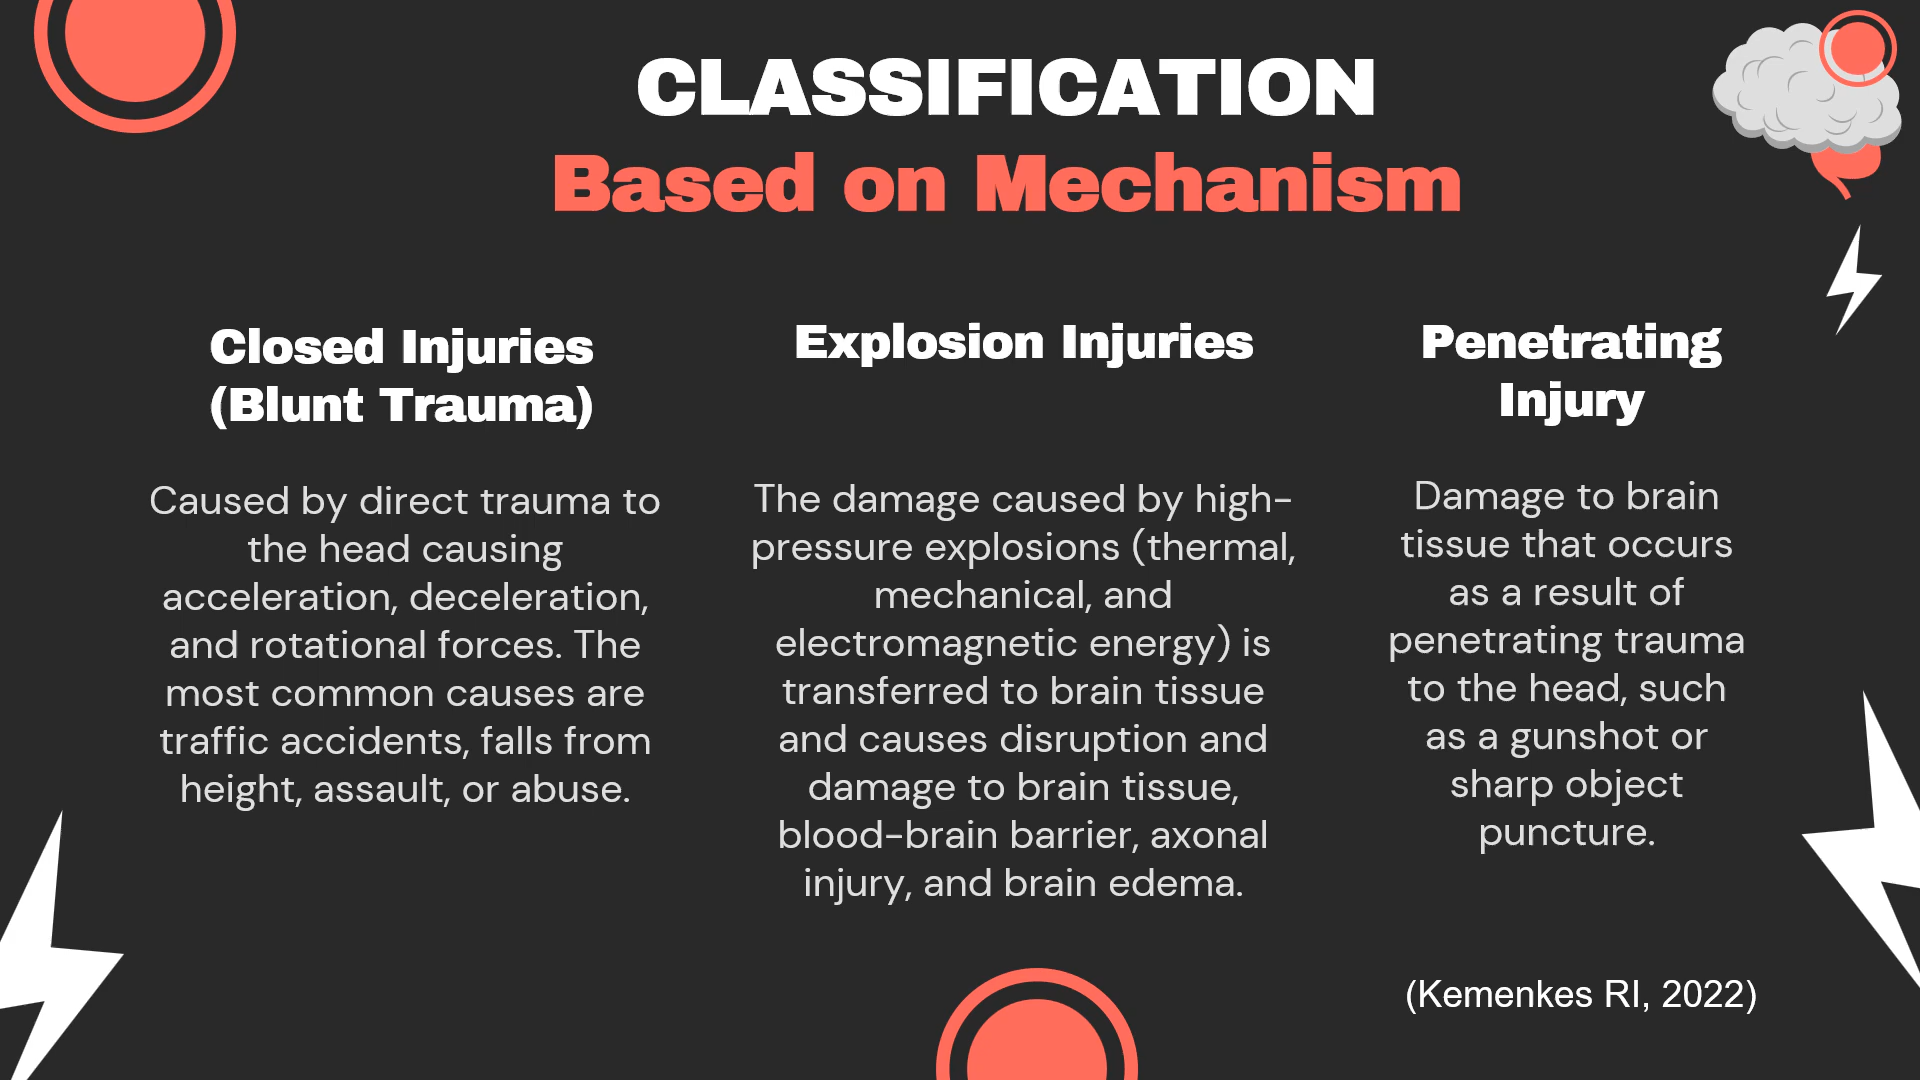 CLASSIFICATION
Based on Mechanism
Closed Injuries
(Blunt Trauma)
Caused by direct trauma to
the head causing
acceleration, deceleration,
and rotational forces. The
most common causes are
traffic accidents, falls from
height, assault, or abuse.
Explosion Injuries
The damage caused by high-
pressure explosions (thermal,
mechanical, and
electromagnetic energy) is
transferred to brain tissue
and causes disruption and
damage to brain tissue,
blood-brain barrier, axonal
injury, and brain edema.
Penetrating
Injury
Damage to brain
tissue that occurs
as a result of
penetrating trauma
to the head, such
as a gunshot or
sharp object
puncture.
(Kemenkes RI, 2022)